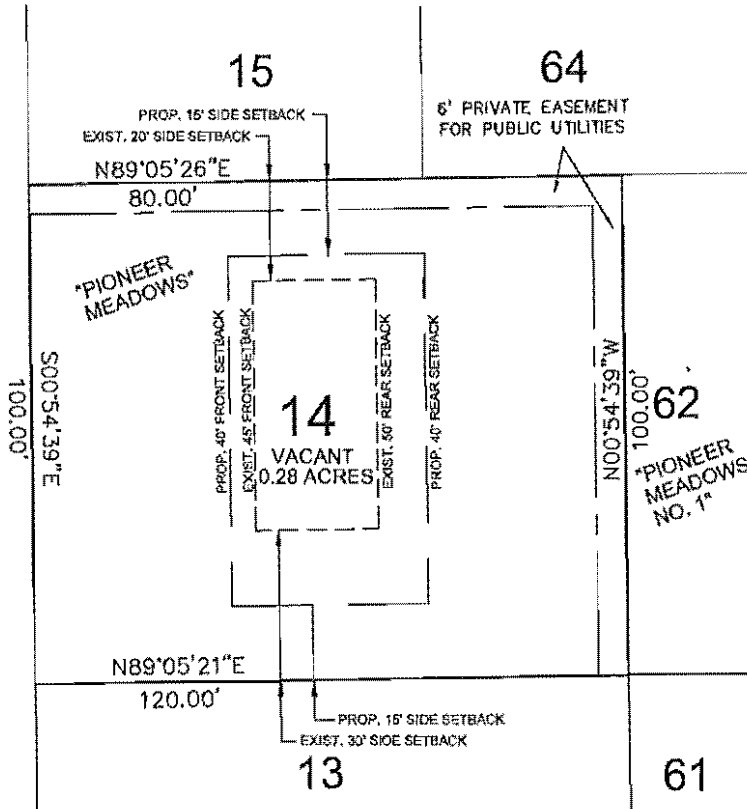 15
64
PROP. 15' SIDE SETBACK
EXIST. 20' SIDE SETBACK
6' PRIVATE EASEMENT
FOR PUBLIC UTILITIES
N89°05'26"E
80.00'
"PIONEER
MEADOWS"
S00°54'39"E
100.00'
PROP. 40' FRONT SETBACK
EXIST. 45' FRONT SETBACK
14
VACANT
0.28 ACRES
EXIST. 50' REAR SETBACK
PROP. 40' REAR SETBACK
N00°54'39"W
100.00'
62
"PIONEER
MEADOWS
NO. 1"
N89°05'21"E
120.00'
PROP. 15' SIDE SETBACK
EXIST. 30' SIDE SETBACK
13
61